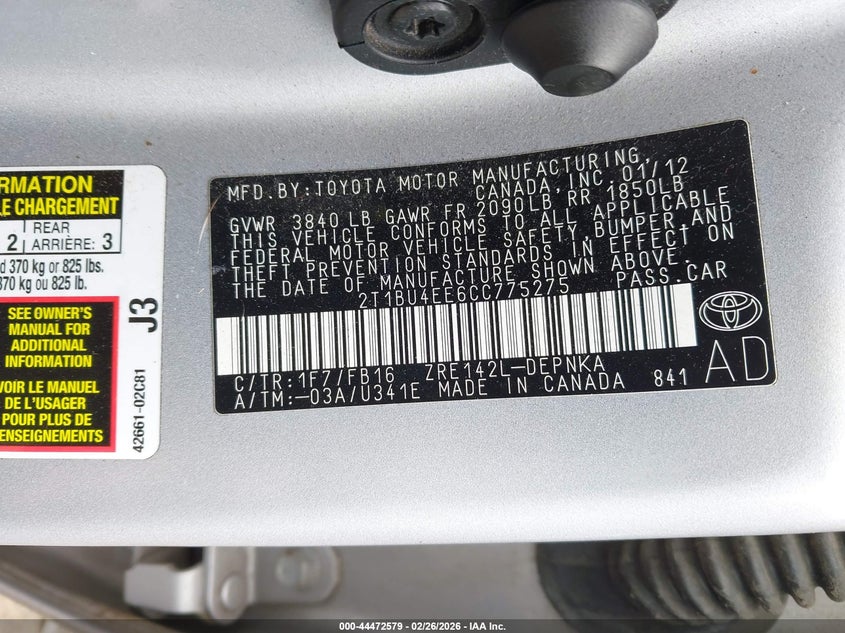 RMATION
E CHARGEMENT
2 REAR ARRIÈRE: 3
d 370 kg or 825 lbs.
370 kg ou 825 lb.
SEE OWNER'S
MANUAL FOR
ADDITIONAL
INFORMATION
VOIR LE MANUEL
DE L'USAGER
POUR PLUS DE
RENSEIGNEMENTS
J3
42661-02C81
MFD.BY:TOYOTA MOTOR MANUFACTURING,
CANADA, INC. 01/12
GVWR 3840 LB GAWR FR 2090LB RR 1850LB
THIS VEHICLE CONFORMS TO ALL APPLICABLE
FEDERAL MOTOR VEHICLE SAFETY, BUMPER, AND
THEFT PREVENTION STANDARDS IN EFFECT ON
THE DATE OF MANUFACTURE SHOWN ABOVE.
2T1BU4EE6CC775275 PASS.CAR
TOYOTA
C/TR:1F7/FB16 ZRE142L-DEPNKA
A/TM:-03A/U341E MADE IN CANADA 841
AD
000-44472579 02/26/2026 IAA Inc.